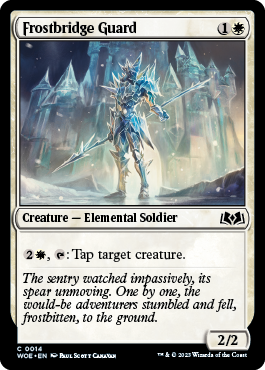 Frostbridge Guard 1
Creature — Elemental Soldier
2, : Tap target creature.
The sentry watched impassively, its
spear unmoving. One by one, the
would-be adventurers stumbled and fell,
frostbitten, to the ground.
2/2
C 0014
WOE • EN Paul Scott Canavan
™ & © 2023 Wizards of the Coast